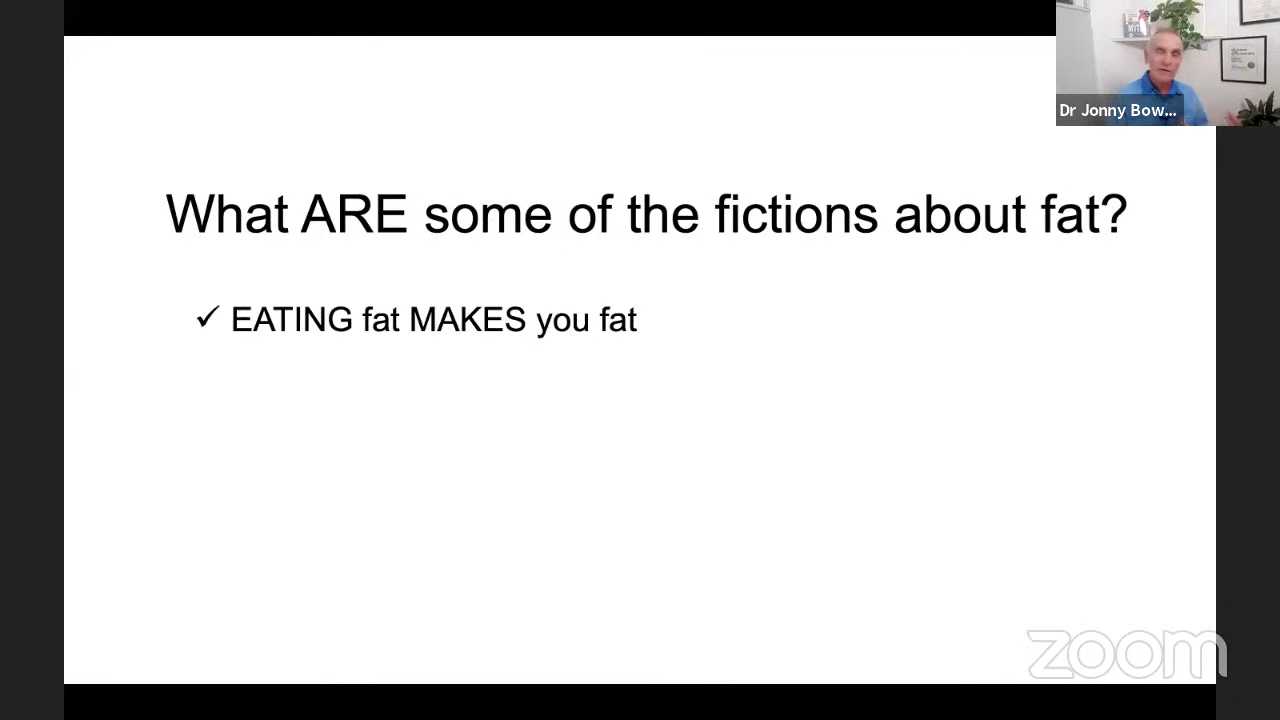 Dr Jonny Bow...
What ARE some of the fictions about fat?
✓ EATING fat MAKES you fat
zoom